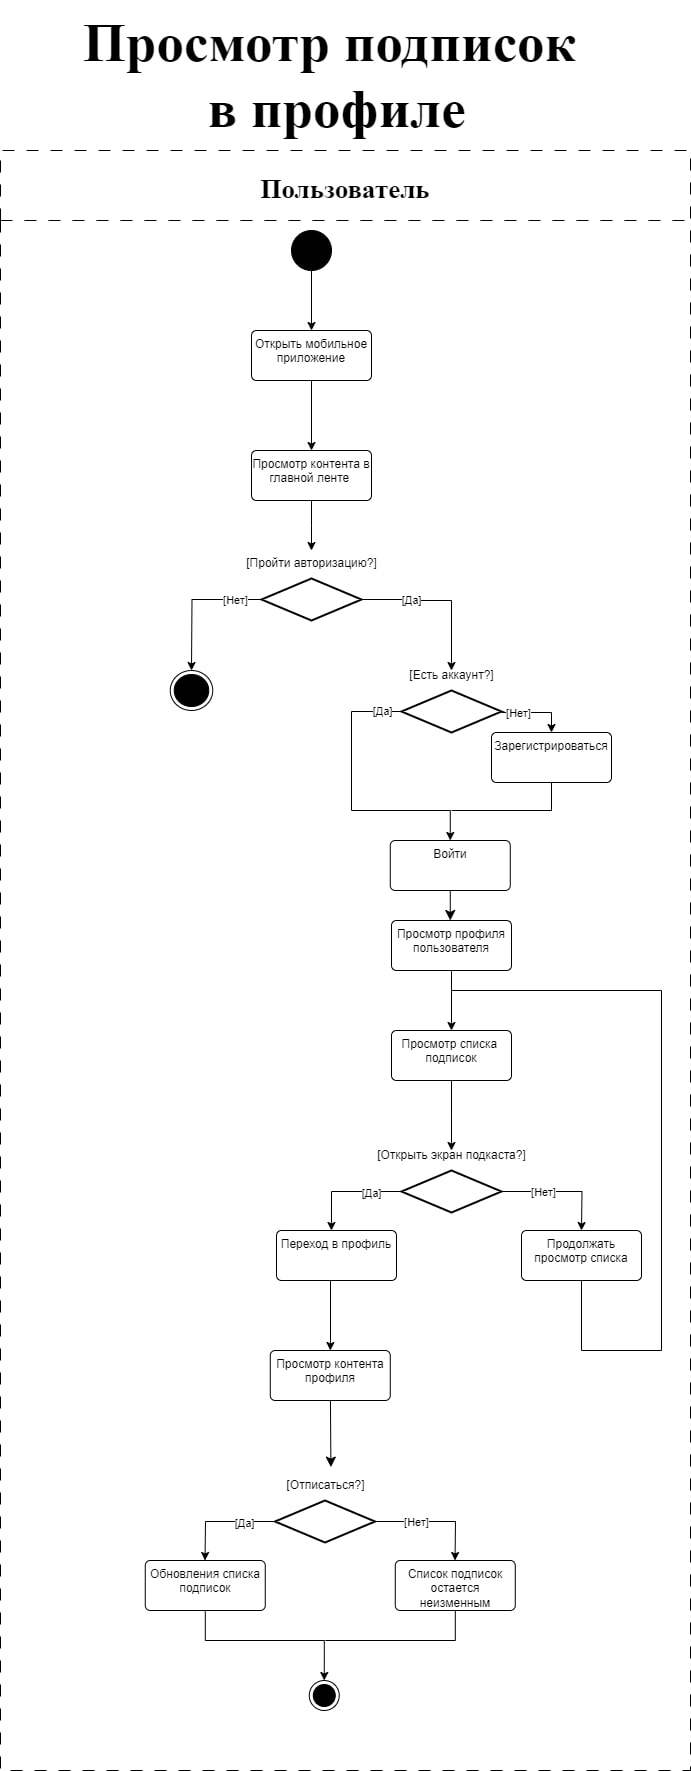 Просмотр подписок
в профиле
Пользователь
Открыть мобильное
приложение
Просмотр контента в
главной ленте
[Пройти авторизацию?]
[Нет]
[Да]
[Есть аккаунт?]
[Да]
[Нет]
Зарегистрироваться
Войти
Просмотр профиля
пользователя
Просмотр списка
подписок
[Открыть экран подкаста?]
[Да]
[Нет]
Переход в профиль
Продолжать
просмотр списка
Просмотр контента
профиля
[Отписаться?]
[Да]
[Нет]
Обновления списка
подписок
Список подписок
остается
неизменным